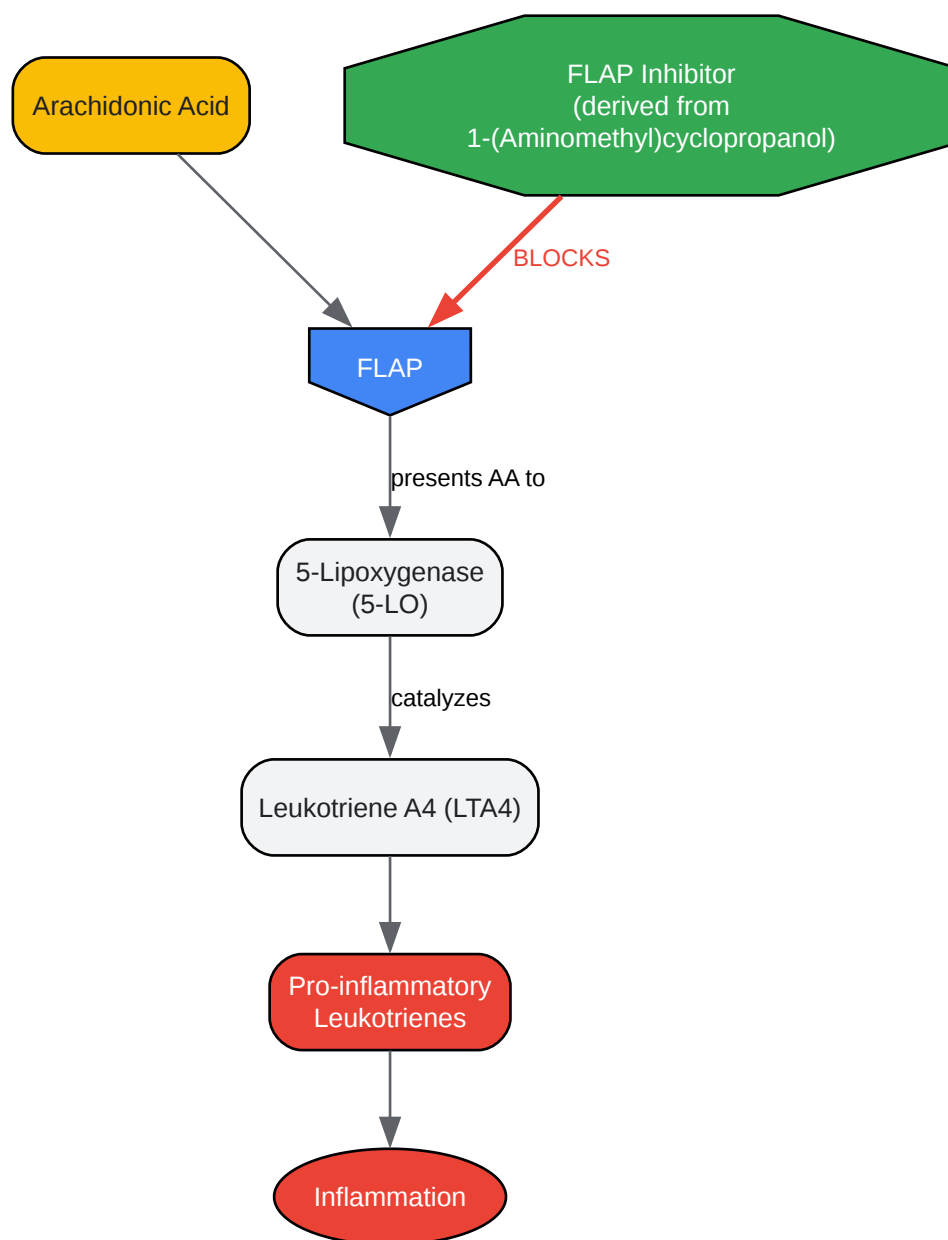 Arachidonic Acid
FLAP Inhibitor
(derived from
1-(Aminomethyl)cyclopropanol)
BLOCKS
FLAP
presents AA to
5-Lipoxygenase
(5-LO)
catalyzes
Leukotriene A4 (LTA4)
Pro-inflammatory
Leukotrienes
Inflammation